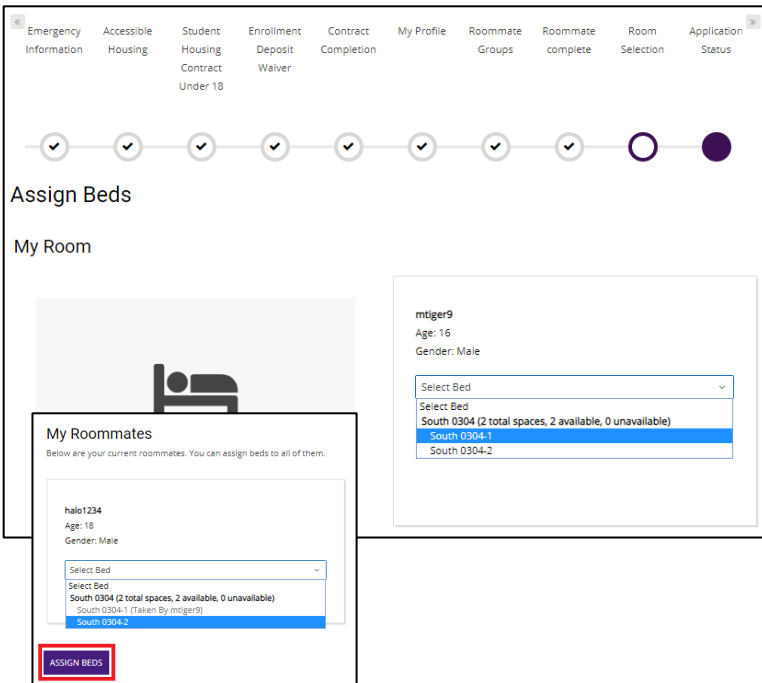 «
Emergency Information
Accessible Housing
Student Housing Contract Under 18
Enrollment Deposit Waiver
Contract Completion
My Profile
Roommate Groups
Roommate complete
Room Selection
Application Status
»
Assign Beds
My Room
mtiger9
Age: 16
Gender: Male
Select Bed
Select Bed
South 0304 (2 total spaces, 2 available, 0 unavailable)
South 0304-1
South 0304-2
My Roommates
Below are your current roommates. You can assign beds to all of them.
halo1234
Age: 18
Gender: Male
Select Bed
Select Bed
South 0304 (2 total spaces, 2 available, 0 unavailable)
South 0304-1 (Taken By mtiger9)
South 0304-2
ASSIGN BEDS